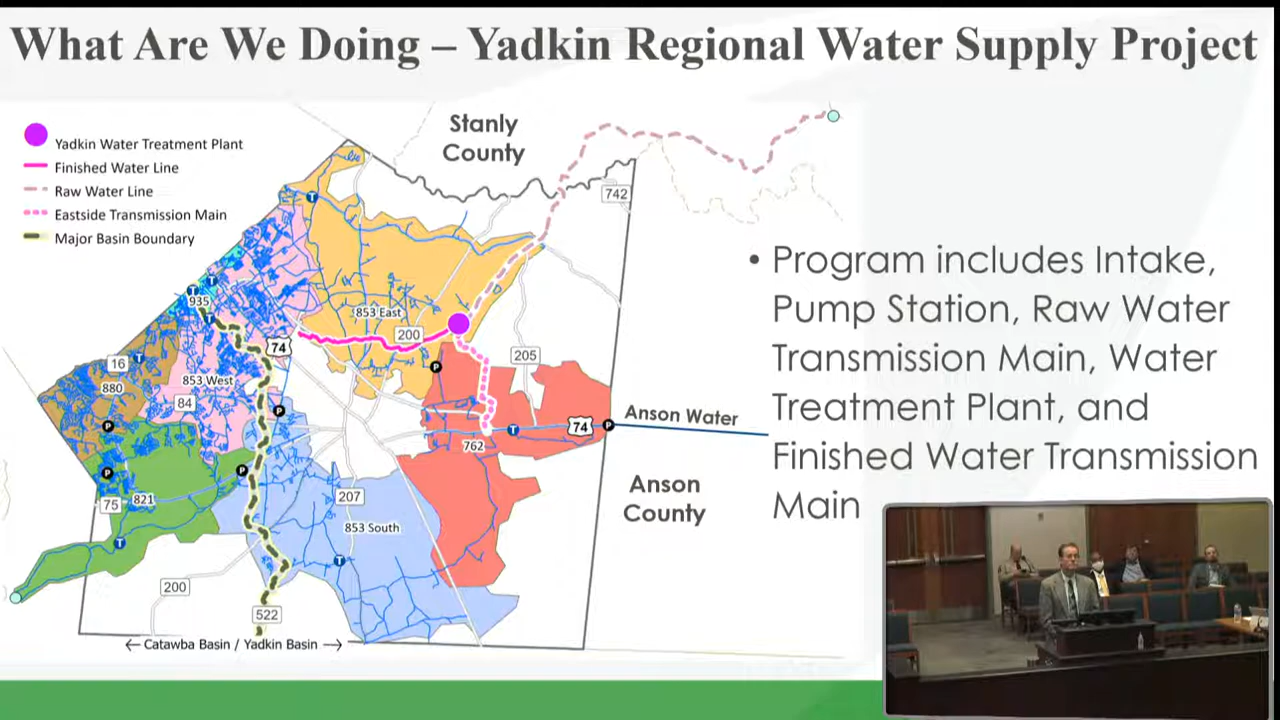 What Are We Doing – Yadkin Regional Water Supply Project
Yadkin Water Treatment Plant
Finished Water Line
Raw Water Line
Eastside Transmission Main
Major Basin Boundary
Stanly
County
742
935
853 East
200
74
16
880
853 West
84
205
Anson Water
74
762
Anson
County
75
821
207
853 South
200
522
← Catawba Basin / Yadkin Basin →
T
T
T
T
T
T
T
T
P
P
P
P
P
P
• Program includes Intake,
Pump Station, Raw Water
Transmission Main, Water
Treatment Plant, and
Finished Water Transmission
Main